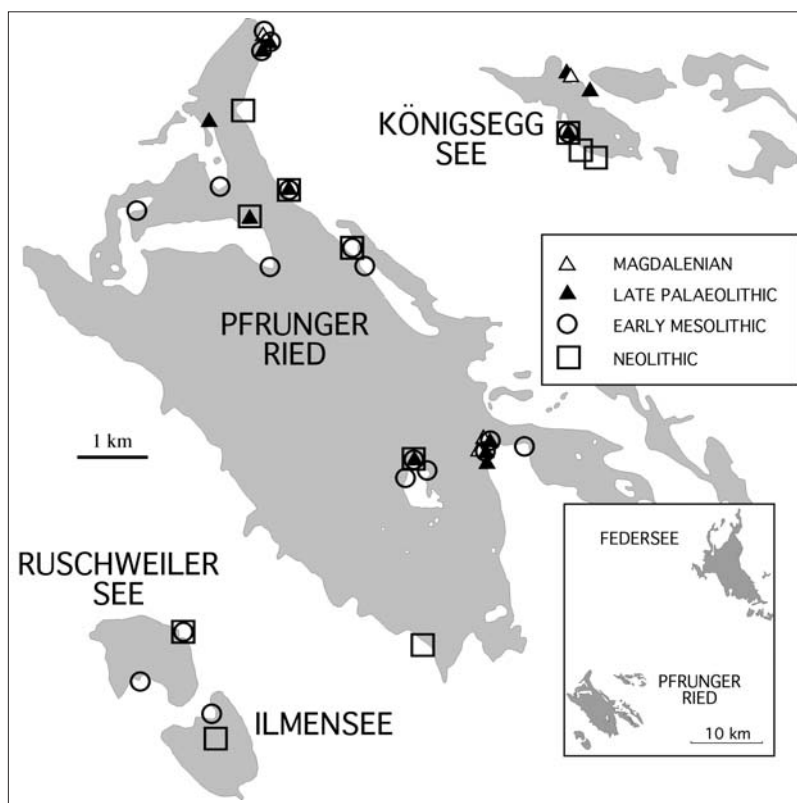 KÖNIGSEGG
SEE
MAGDALENIAN
LATE PALAEOLITHIC
EARLY MESOLITHIC
NEOLITHIC
PFRUNGER
RIED
1 km
RUSCHWEILER
SEE
ILMENSEE
FEDERSEE
PFRUNGER
RIED
10 km